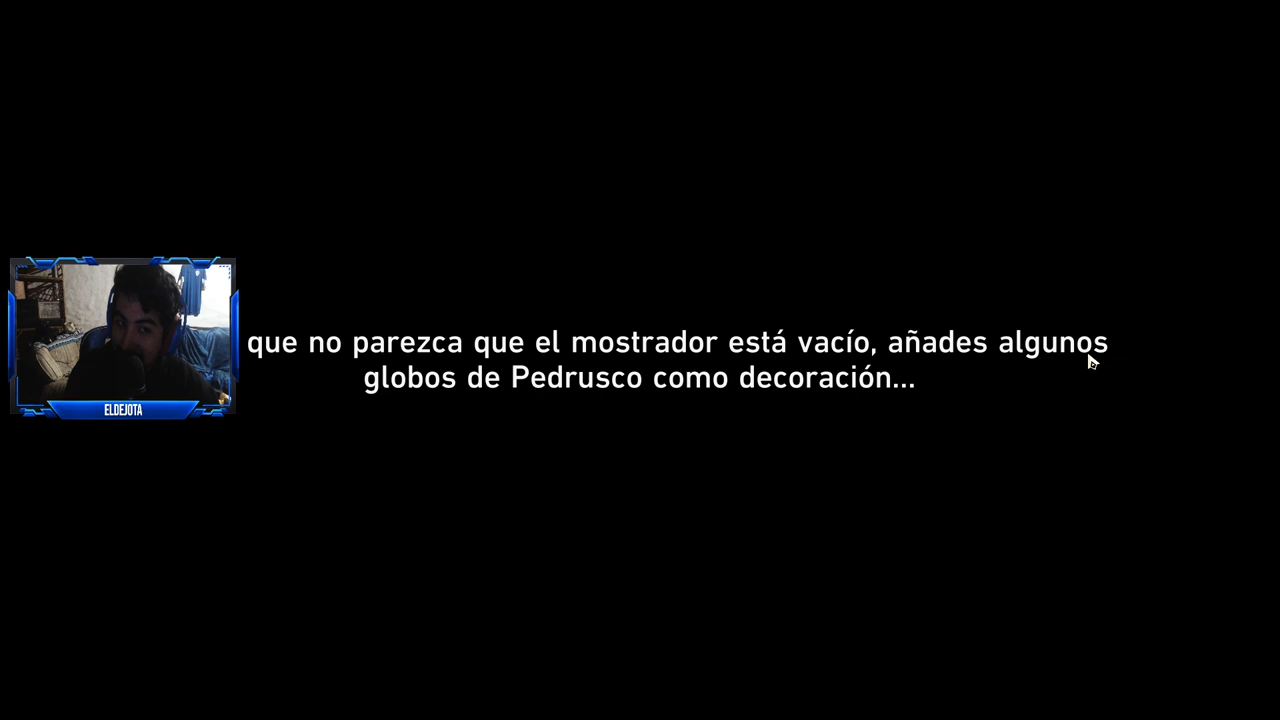 que no parezca que el mostrador está vacío, añades algunos
globos de Pedrusco como decoración...
ELDEJOTA